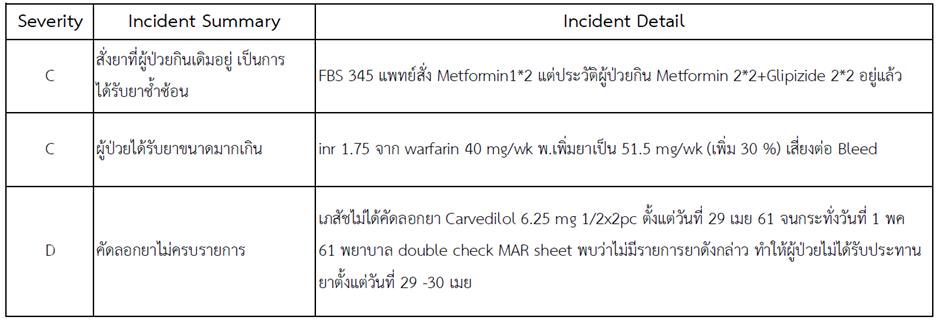 Severity Incident Summary Incident Detail
C
สั่งยาที่ผู้ป่วยกินเดิมอยู่ เป็นการ
ได้รับยาซ้ำซ้อน
FBS 345 แพทย์สั่ง Metformin1*2 แต่ประวัติผู้ป่วยกิน Metformin 2*2+Glipizide 2*2 อยู่แล้ว
C
ผู้ป่วยได้รับยาขนาดมากเกิน
inr 1.75 จาก warfarin 40 mg/wk พ.เพิ่มยาเป็น 51.5 mg/wk (เพิ่ม 30 %) เสี่ยงต่อ Bleed
D
คัดลอกยาไม่ครบรายการ
เภสัชไม่ได้คัดลอกยา Carvedilol 6.25 mg 1/2x2pc ตั้งแต่วันที่ 29 เมย 61 จนกระทั่งวันที่ 1 พค
61 พยาบาล double check MAR sheet พบว่าไม่มีรายการยาดังกล่าว ทำให้ผู้ป่วยไม่ได้รับประทาน
ยาตั้งแต่วันที่ 29 -30 เมย